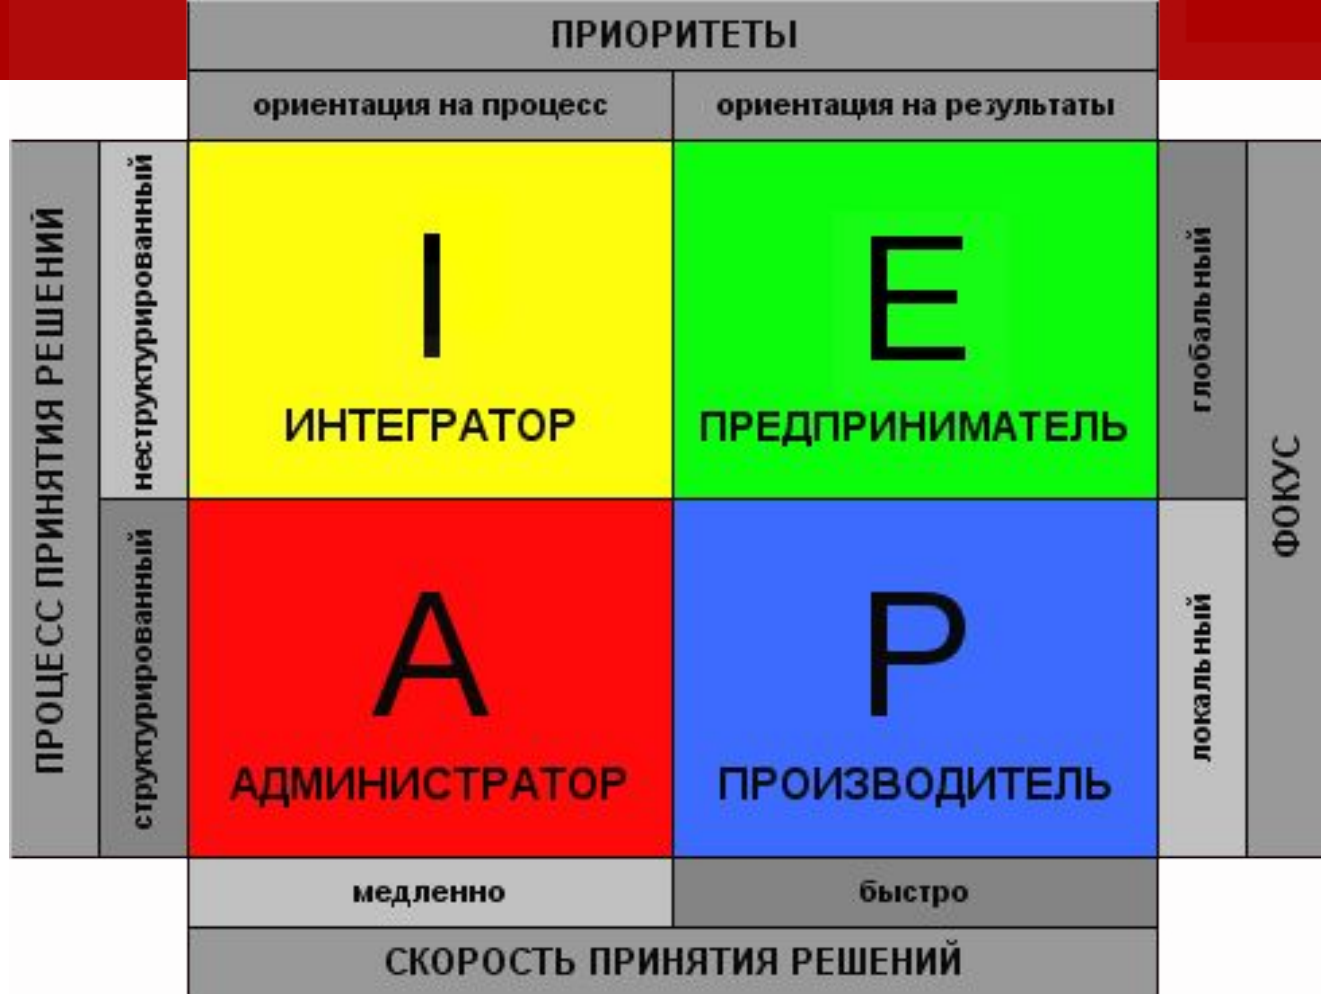 ПРИОРИТЕТЫ
ориентация на процесс
ориентация на результаты
ПРОЦЕСС ПРИНЯТИЯ РЕШЕНИЙ
неструктурированный
I
ИНТЕГРАТОР
E
ПРЕДПРИНИМАТЕЛЬ
глобальный
ФОКУС
структурированный
A
АДМИНИСТРАТОР
P
ПРОИЗВОДИТЕЛЬ
локальный
медленно
быстро
СКОРОСТЬ ПРИНЯТИЯ РЕШЕНИЙ